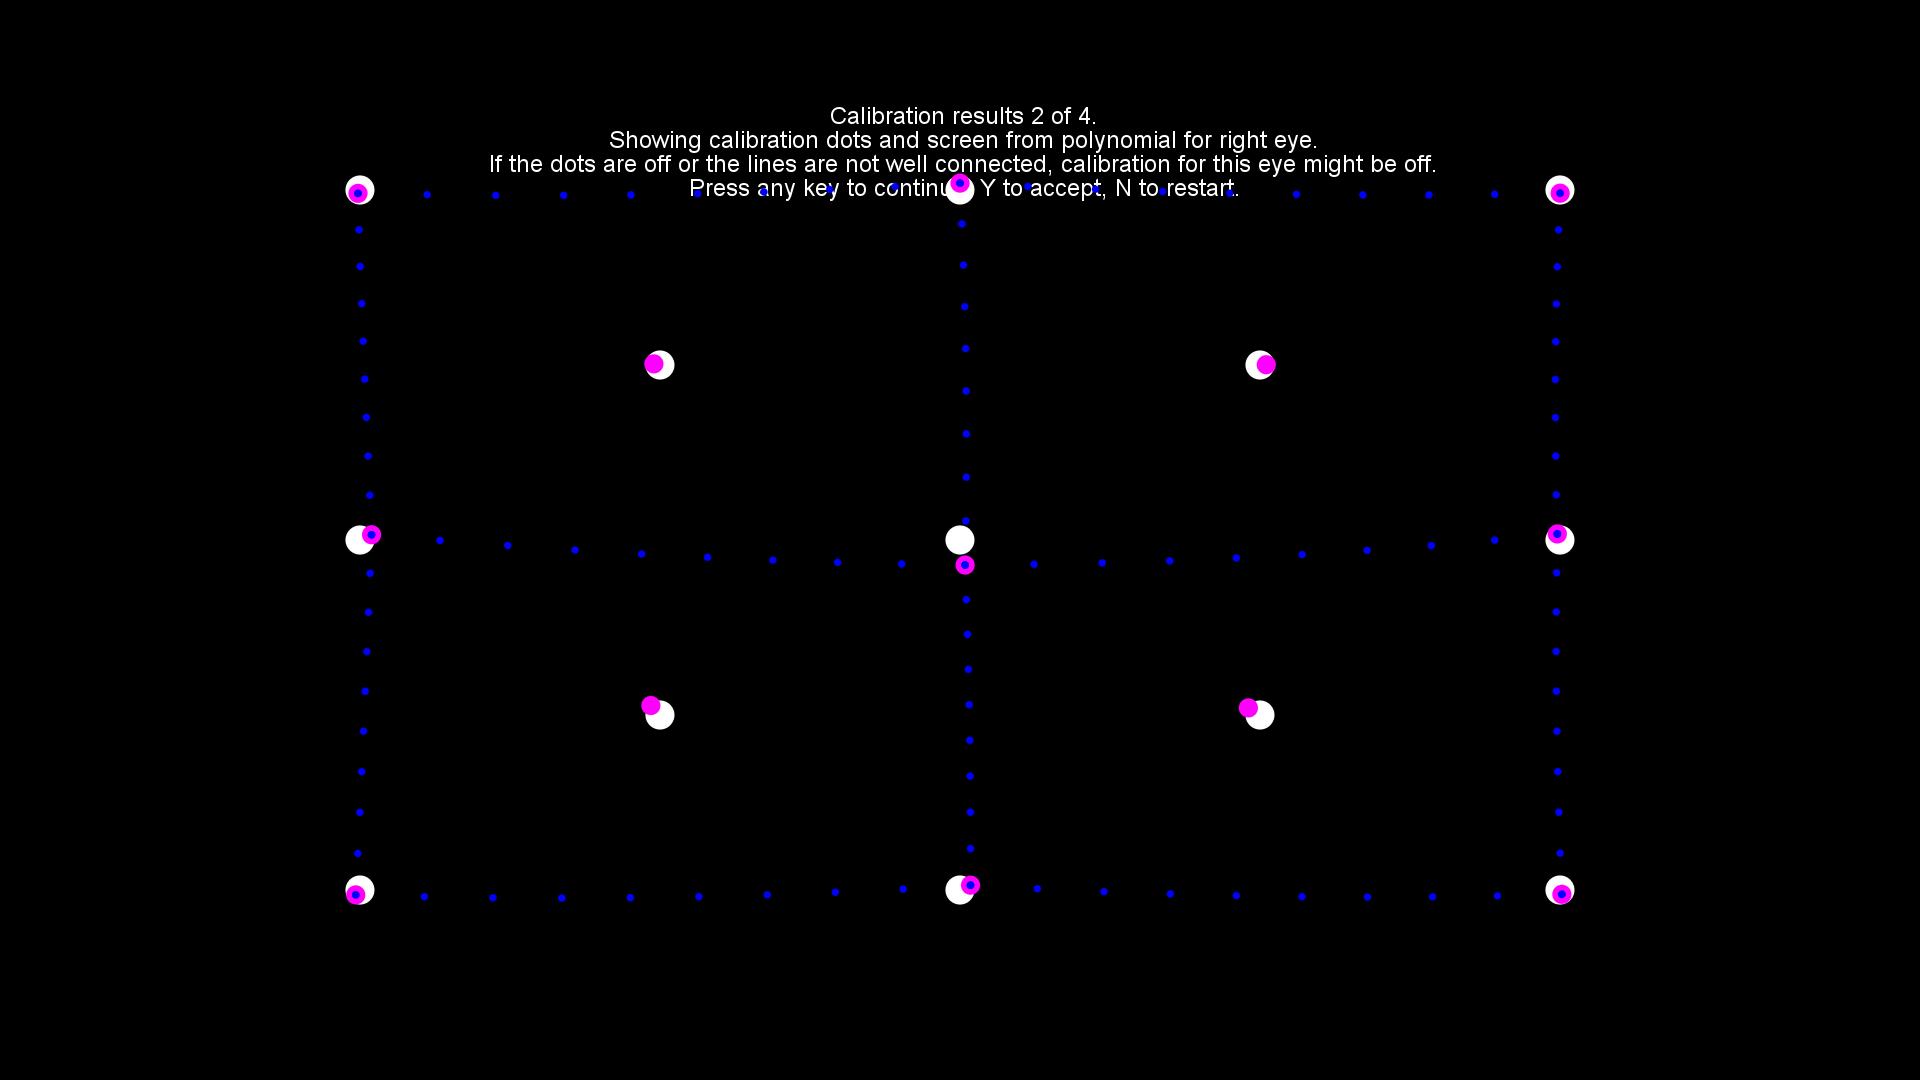 Calibration results 2 of 4.
Showing calibration dots and screen from polynomial for right eye.
If the dots are off or the lines are not well connected, calibration for this eye might be off.
Press any key to continu Y to accept, N to restart.